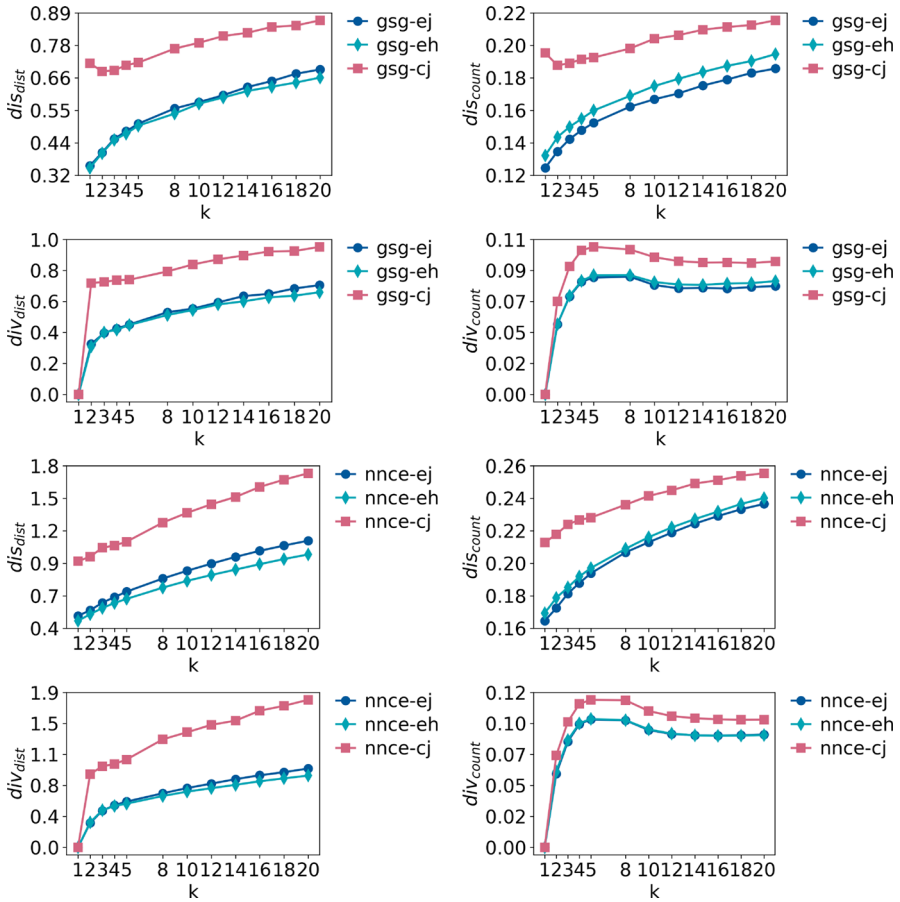 0.89
0.78
0.66
0.55
0.44
0.32
dis_dist
1 2 3 4 5 8 10 12 14 16 18 20
k
gsg-ej
gsg-eh
gsg-cj
0.22
0.20
0.18
0.16
0.14
0.12
dis_count
1 2 3 4 5 8 10 12 14 16 18 20
k
gsg-ej
gsg-eh
gsg-cj
1.0
0.8
0.6
0.4
0.2
0.0
div_dist
1 2 3 4 5 8 10 12 14 16 18 20
k
gsg-ej
gsg-eh
gsg-cj
0.11
0.09
0.07
0.05
0.02
0.00
div_count
1 2 3 4 5 8 10 12 14 16 18 20
k
gsg-ej
gsg-eh
gsg-cj
1.8
1.5
1.2
0.9
0.7
0.4
dis_dist
1 2 3 4 5 8 10 12 14 16 18 20
k
nnce-ej
nnce-eh
nnce-cj
0.26
0.24
0.22
0.20
0.18
0.16
dis_count
1 2 3 4 5 8 10 12 14 16 18 20
k
nnce-ej
nnce-eh
nnce-cj
1.9
1.5
1.1
0.8
0.4
0.0
div_dist
1 2 3 4 5 8 10 12 14 16 18 20
k
nnce-ej
nnce-eh
nnce-cj
0.12
0.10
0.07
0.05
0.02
0.00
div_count
1 2 3 4 5 8 10 12 14 16 18 20
k
nnce-ej
nnce-eh
nnce-cj